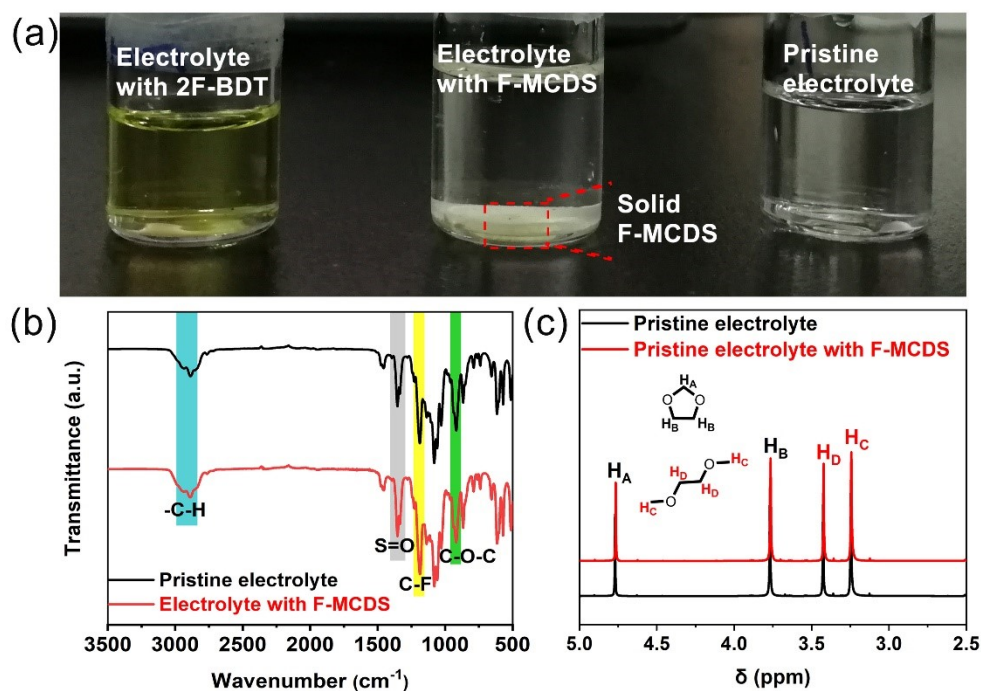 (a)
Electrolyte
with 2F-BDT
Electrolyte
with F-MCDS
Pristine
electrolyte
Solid
F-MCDS
(b)
Transmittance (a.u.)
-C-H
S=O
C-F
C-O-C
Pristine electrolyte
Electrolyte with F-MCDS
3500 3000 2500 2000 1500 1000 500
Wavenumber (cm⁻¹)
(c)
Pristine electrolyte
Pristine electrolyte with F-MCDS
H_A
O O
H_B H_B
H_A
H_B
H_D
H_C
O H_C
H_D
H_D
H_C O
5.0 4.5 4.0 3.5 3.0 2.5
δ (ppm)